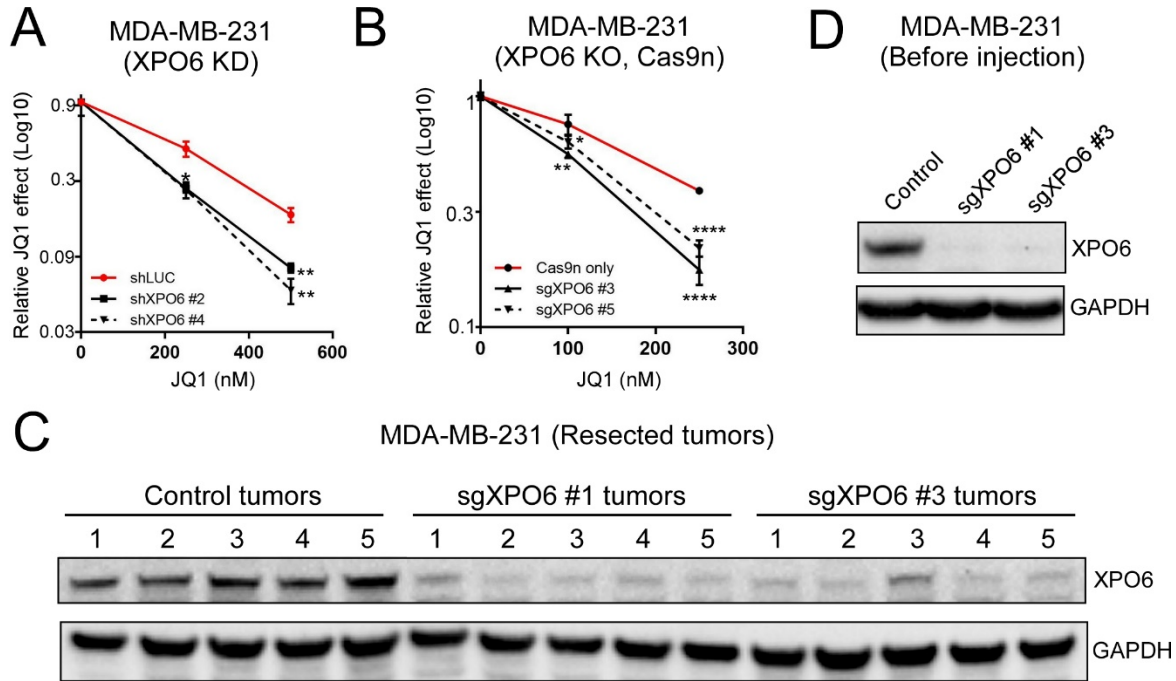 A
MDA-MB-231
(XPO6 KD)
Relative JQ1 effect (Log10)
0.9
0.3
0.09
0.03
*
**
**
shLUC
shXPO6 #2
shXPO6 #4
0 200 400 600
JQ1 (nM)
B
MDA-MB-231
(XPO6 KO, Cas9n)
Relative JQ1 effect (Log10)
1
0.3
0.1
*
**
****
****
Cas9n only
sgXPO6 #3
sgXPO6 #5
0 100 200 300
JQ1 (nM)
D
MDA-MB-231
(Before injection)
Control
sgXPO6 #1
sgXPO6 #3
XPO6
GAPDH
C
MDA-MB-231 (Resected tumors)
Control tumors sgXPO6 #1 tumors sgXPO6 #3 tumors
1 2 3 4 5 1 2 3 4 5 1 2 3 4 5
XPO6
GAPDH